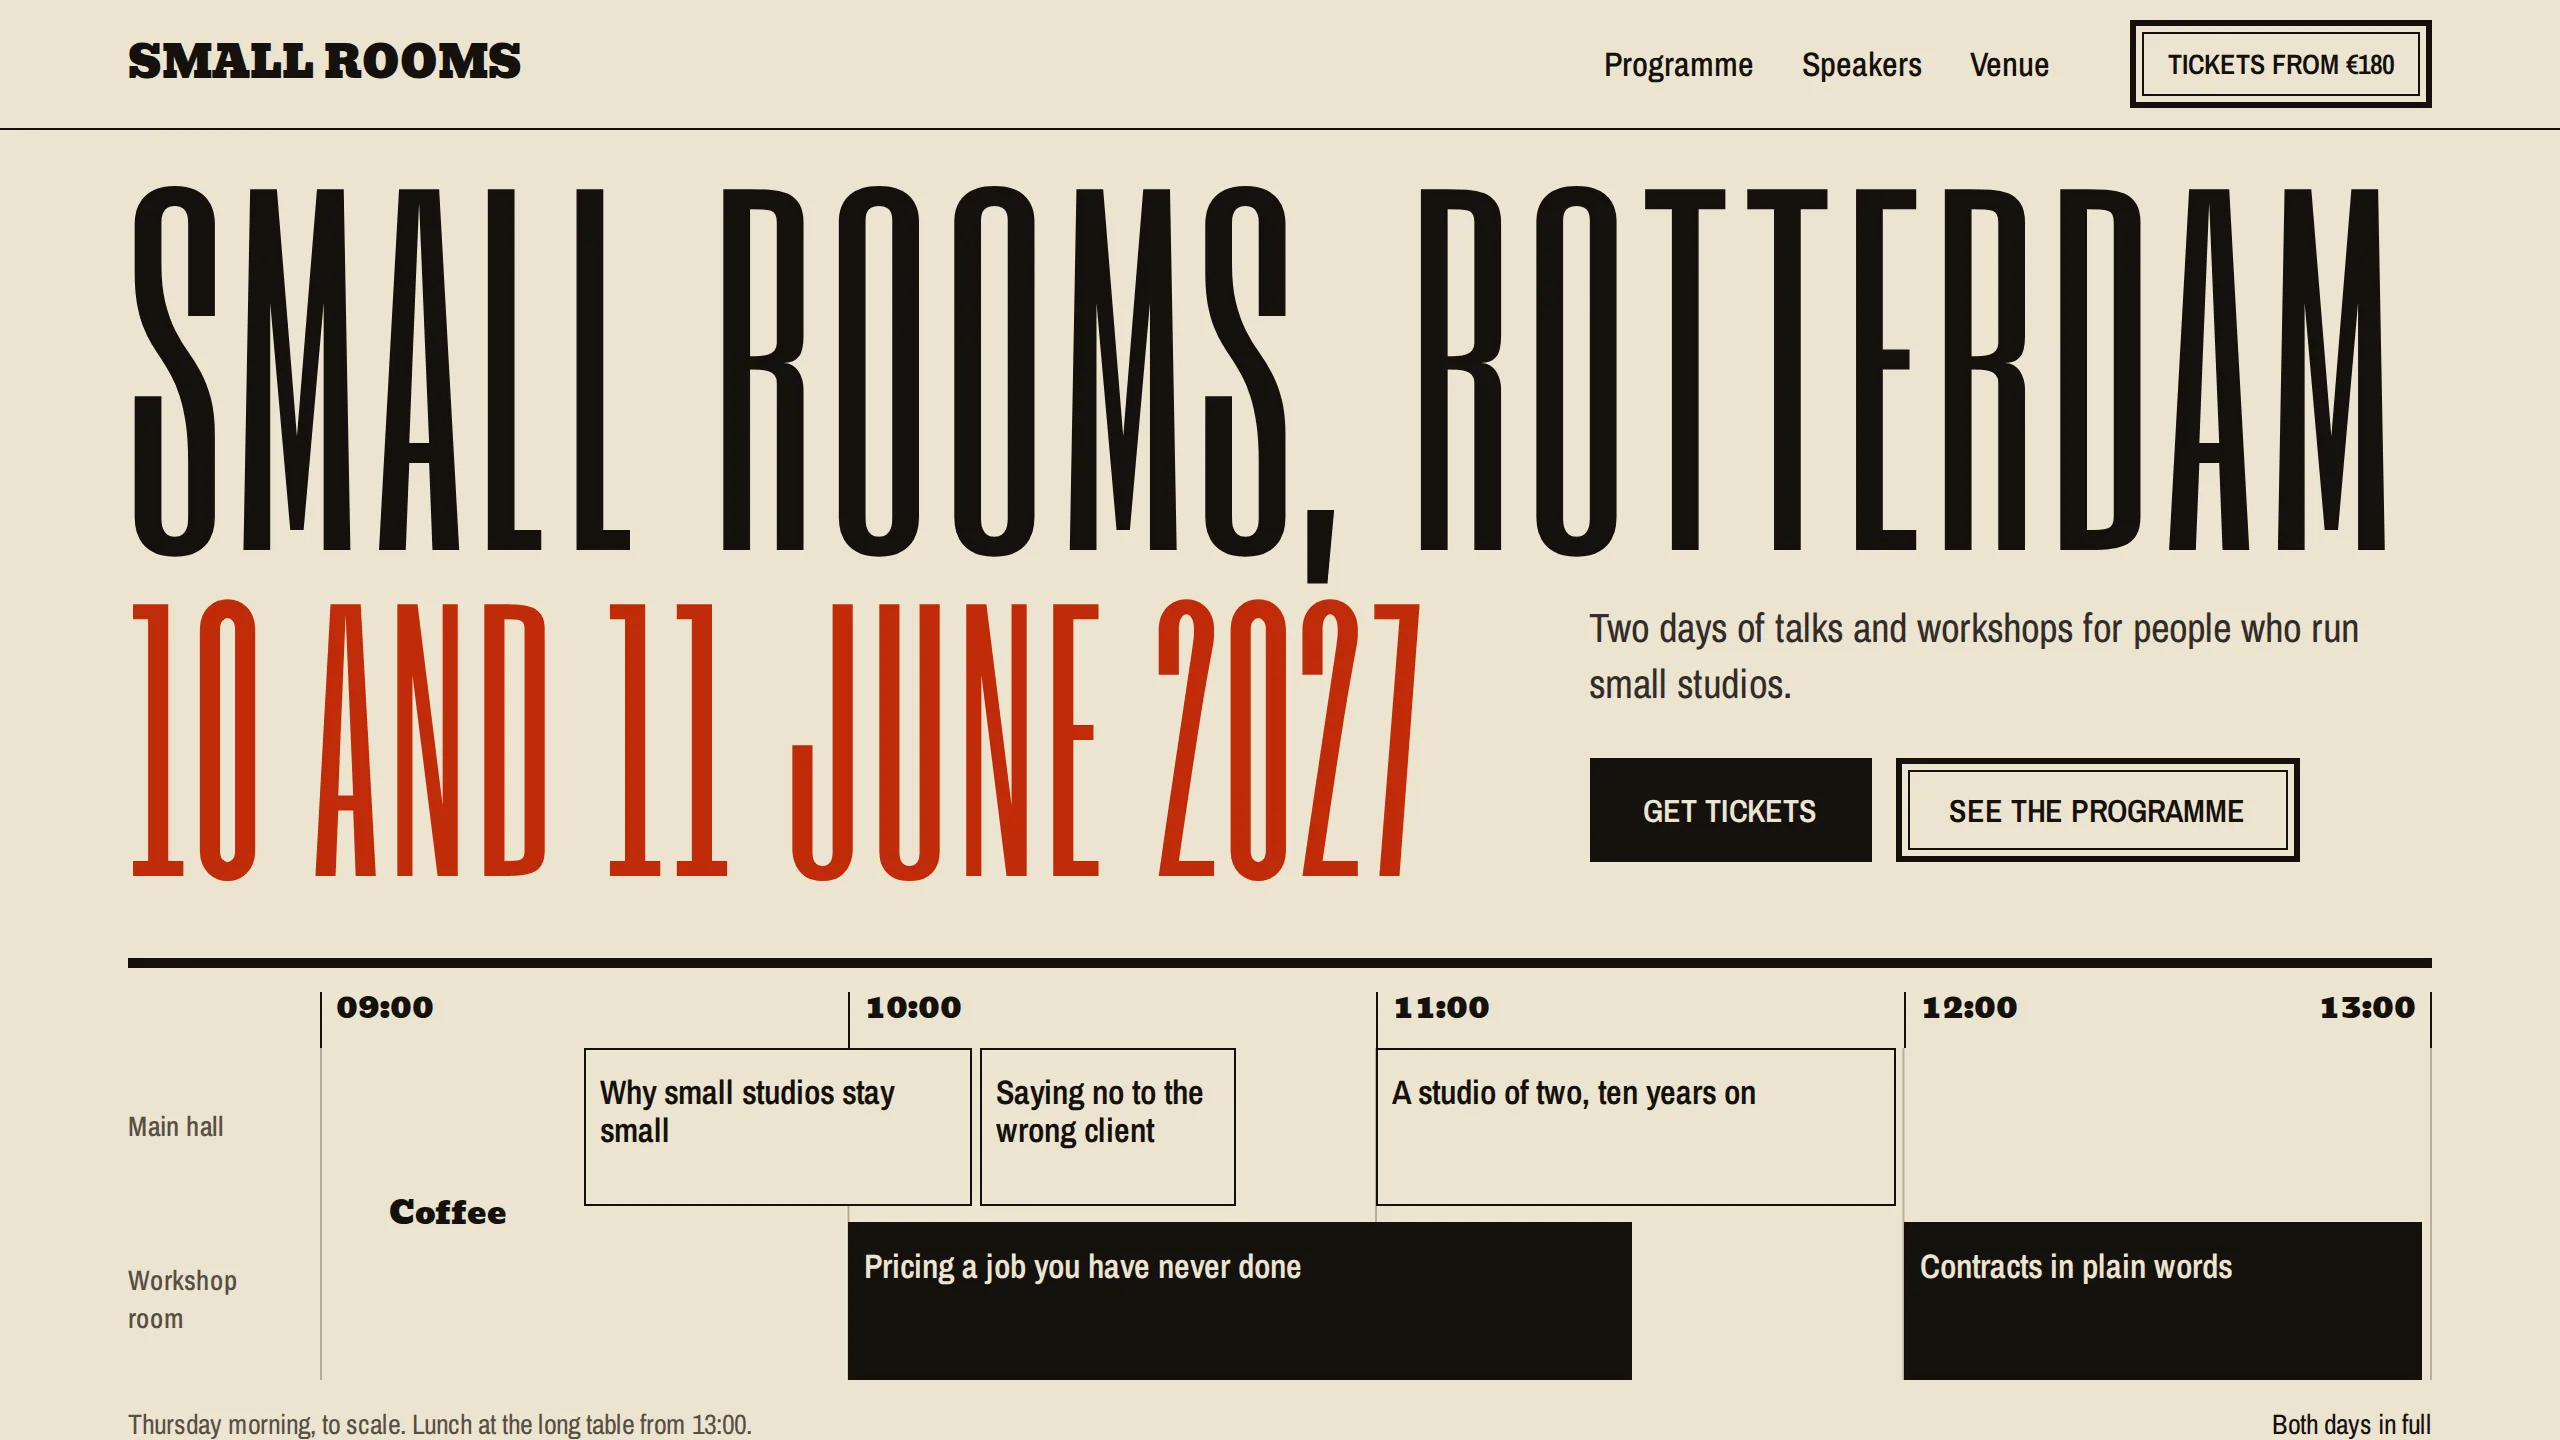 SMALL ROOMS
Programme
Speakers
Venue
TICKETS FROM €180
SMALL ROOMS, ROTTERDAM
10 AND 11 JUNE 2027
Two days of talks and workshops for people who run
small studios.
GET TICKETS
SEE THE PROGRAMME
09:00
10:00
11:00
12:00
13:00
Main hall
Why small studios stay
small
Saying no to the
wrong client
A studio of two, ten years on
Coffee
Workshop
room
Pricing a job you have never done
Contracts in plain words
Thursday morning, to scale. Lunch at the long table from 13:00.
Both days in full